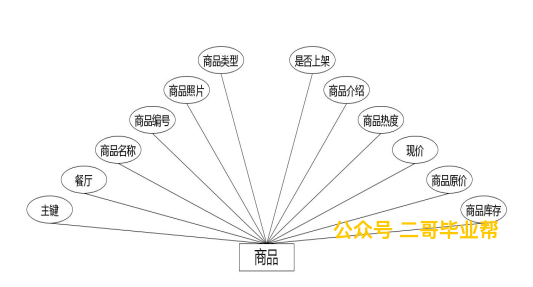 商品类型
是否上架
商品照片
商品介绍
商品编号
商品热度
商品名称
现价
餐厅
商品原价
主键
商品库存
公众号 二哥毕业帮
商品